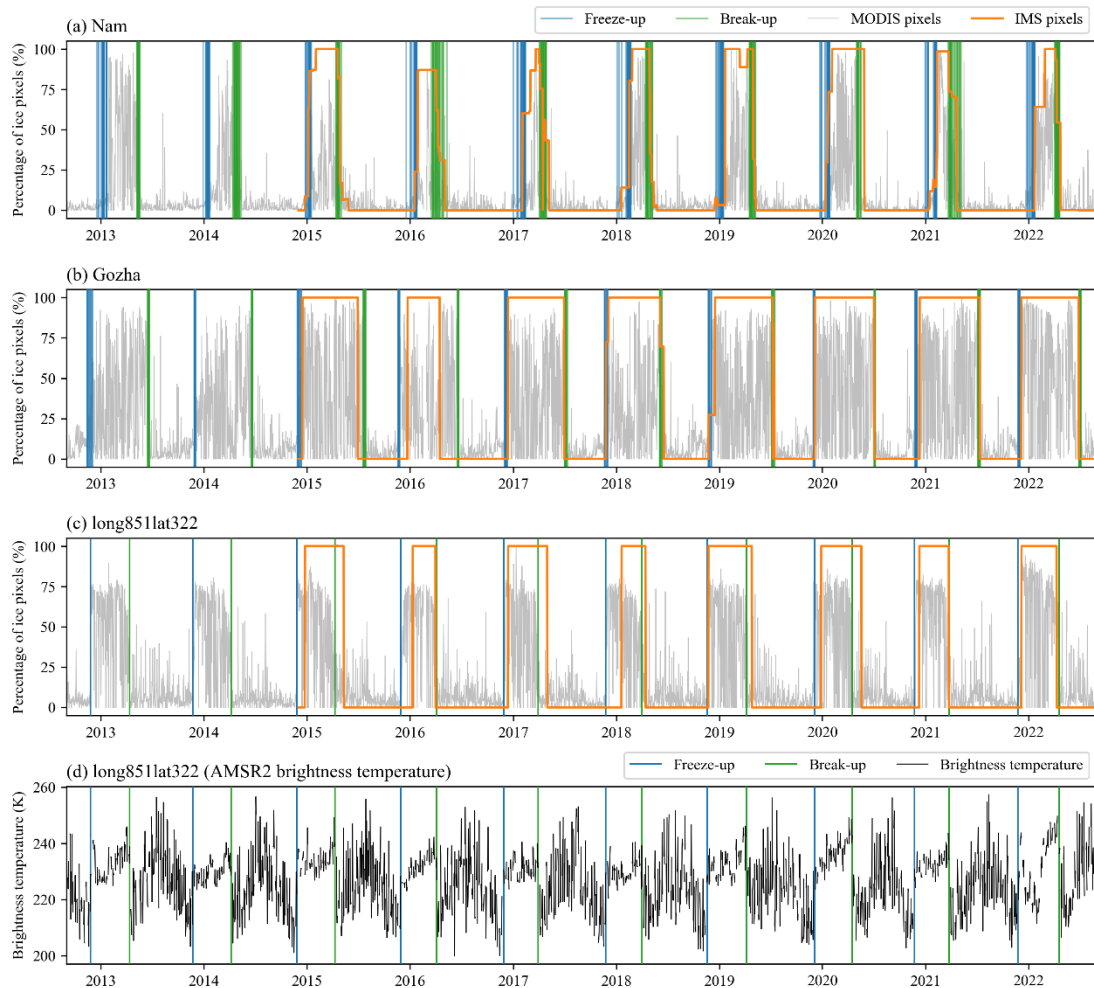 (a) Nam
Freeze-up Break-up MODIS pixels IMS pixels
Percentage of ice pixels (%)
100
75
50
25
0
2013 2014 2015 2016 2017 2018 2019 2020 2021 2022
(b) Gozha
Percentage of ice pixels (%)
100
75
50
25
0
2013 2014 2015 2016 2017 2018 2019 2020 2021 2022
(c) long851lat322
Percentage of ice pixels (%)
100
75
50
25
0
2013 2014 2015 2016 2017 2018 2019 2020 2021 2022
(d) long851lat322 (AMSR2 brightness temperature)
Freeze-up Break-up Brightness temperature
Brightness temperature (K)
260
240
220
200
2013 2014 2015 2016 2017 2018 2019 2020 2021 2022